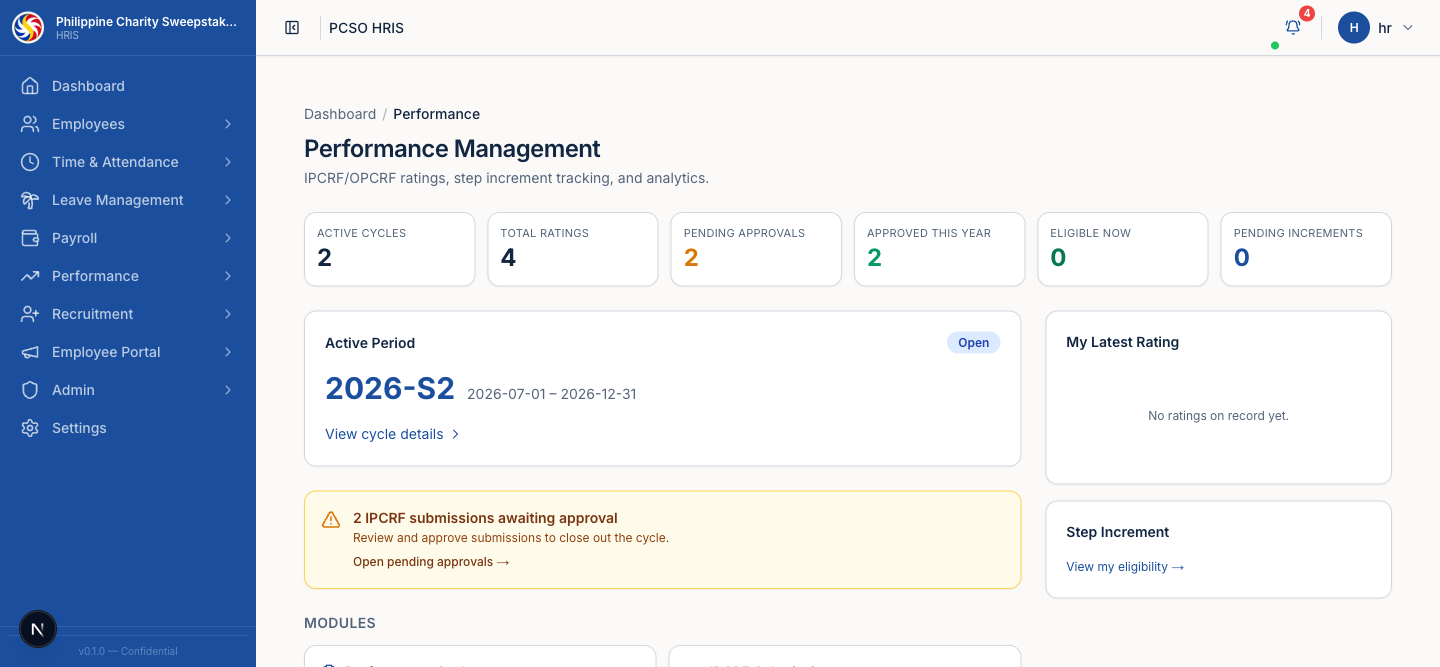 Philippine Charity Sweepstak...
HRIS
Dashboard
Employees
Time & Attendance
Leave Management
Payroll
Performance
Recruitment
Employee Portal
Admin
Settings
N
v0.1.0 — Confidential
PCSO HRIS
4
H
hr
Dashboard / Performance
Performance Management
IPCRF/OPCRF ratings, step increment tracking, and analytics.
ACTIVE CYCLES
2
TOTAL RATINGS
4
PENDING APPROVALS
2
APPROVED THIS YEAR
2
ELIGIBLE NOW
0
PENDING INCREMENTS
0
Active Period
Open
2026-S2 2026-07-01 – 2026-12-31
View cycle details
My Latest Rating
No ratings on record yet.
2 IPCRF submissions awaiting approval
Review and approve submissions to close out the cycle.
Open pending approvals →
Step Increment
View my eligibility →
MODULES